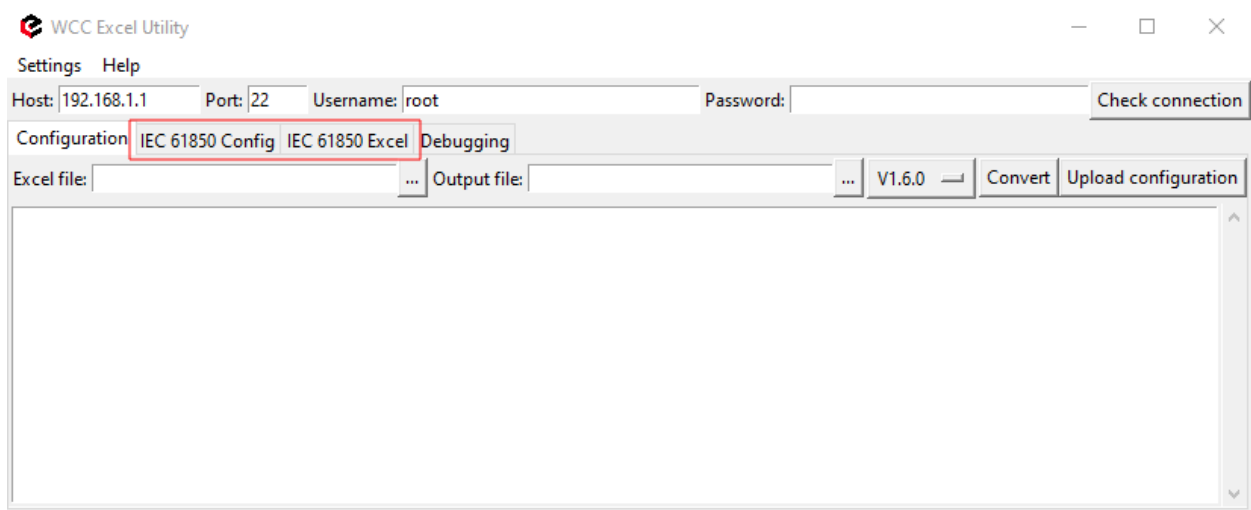 WCC Excel Utility
Settings Help
Host: 192.168.1.1 Port: 22 Username: root Password: Check connection
Configuration IEC 61850 Config IEC 61850 Excel Debugging
Excel file: ... Output file: ... V1.6.0 Convert Upload configuration